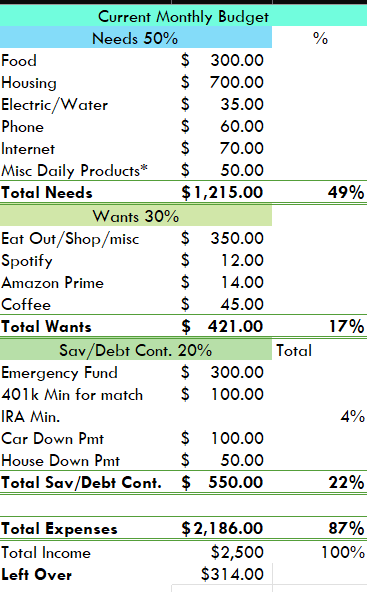 Current Monthly Budget
Needs 50% %
Food $ 300.00
Housing $ 700.00
Electric/Water $ 35.00
Phone $ 60.00
Internet $ 70.00
Misc Daily Products* $ 50.00
Total Needs $1,215.00 49%
Wants 30%
Eat Out/Shop/misc $ 350.00
Spotify $ 12.00
Amazon Prime $ 14.00
Coffee $ 45.00
Total Wants $ 421.00 17%
Sav/Debt Cont. 20% Total
Emergency Fund $ 300.00
401k Min for match $ 100.00
IRA Min. 4%
Car Down Pmt $ 100.00
House Down Pmt $ 50.00
Total Sav/Debt Cont. $ 550.00 22%
Total Expenses $2,186.00 87%
Total Income $2,500 100%
Left Over $314.00